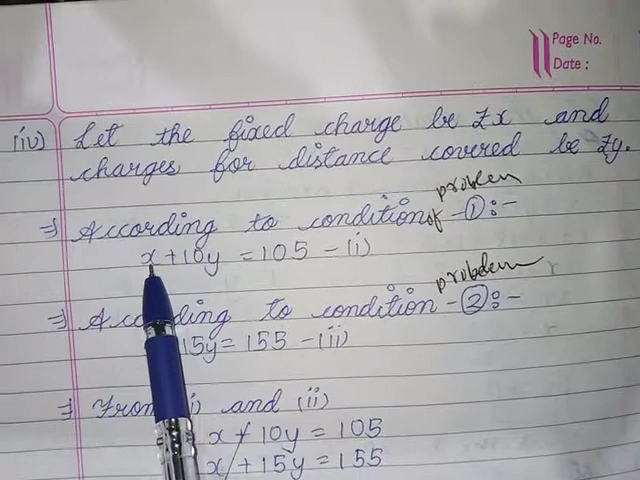 Page No.
Date :
(iv) Let the fixed charge be ₹x and
charges for distance covered be ₹y.
problem
⇒ According to condition of -①:-
x + 10y = 105 - (i)
problem
⇒ According to condition -②:-
15y = 155 - (ii)
⇒ From (i) and (ii)
x + 10y = 105
x + 15y = 155